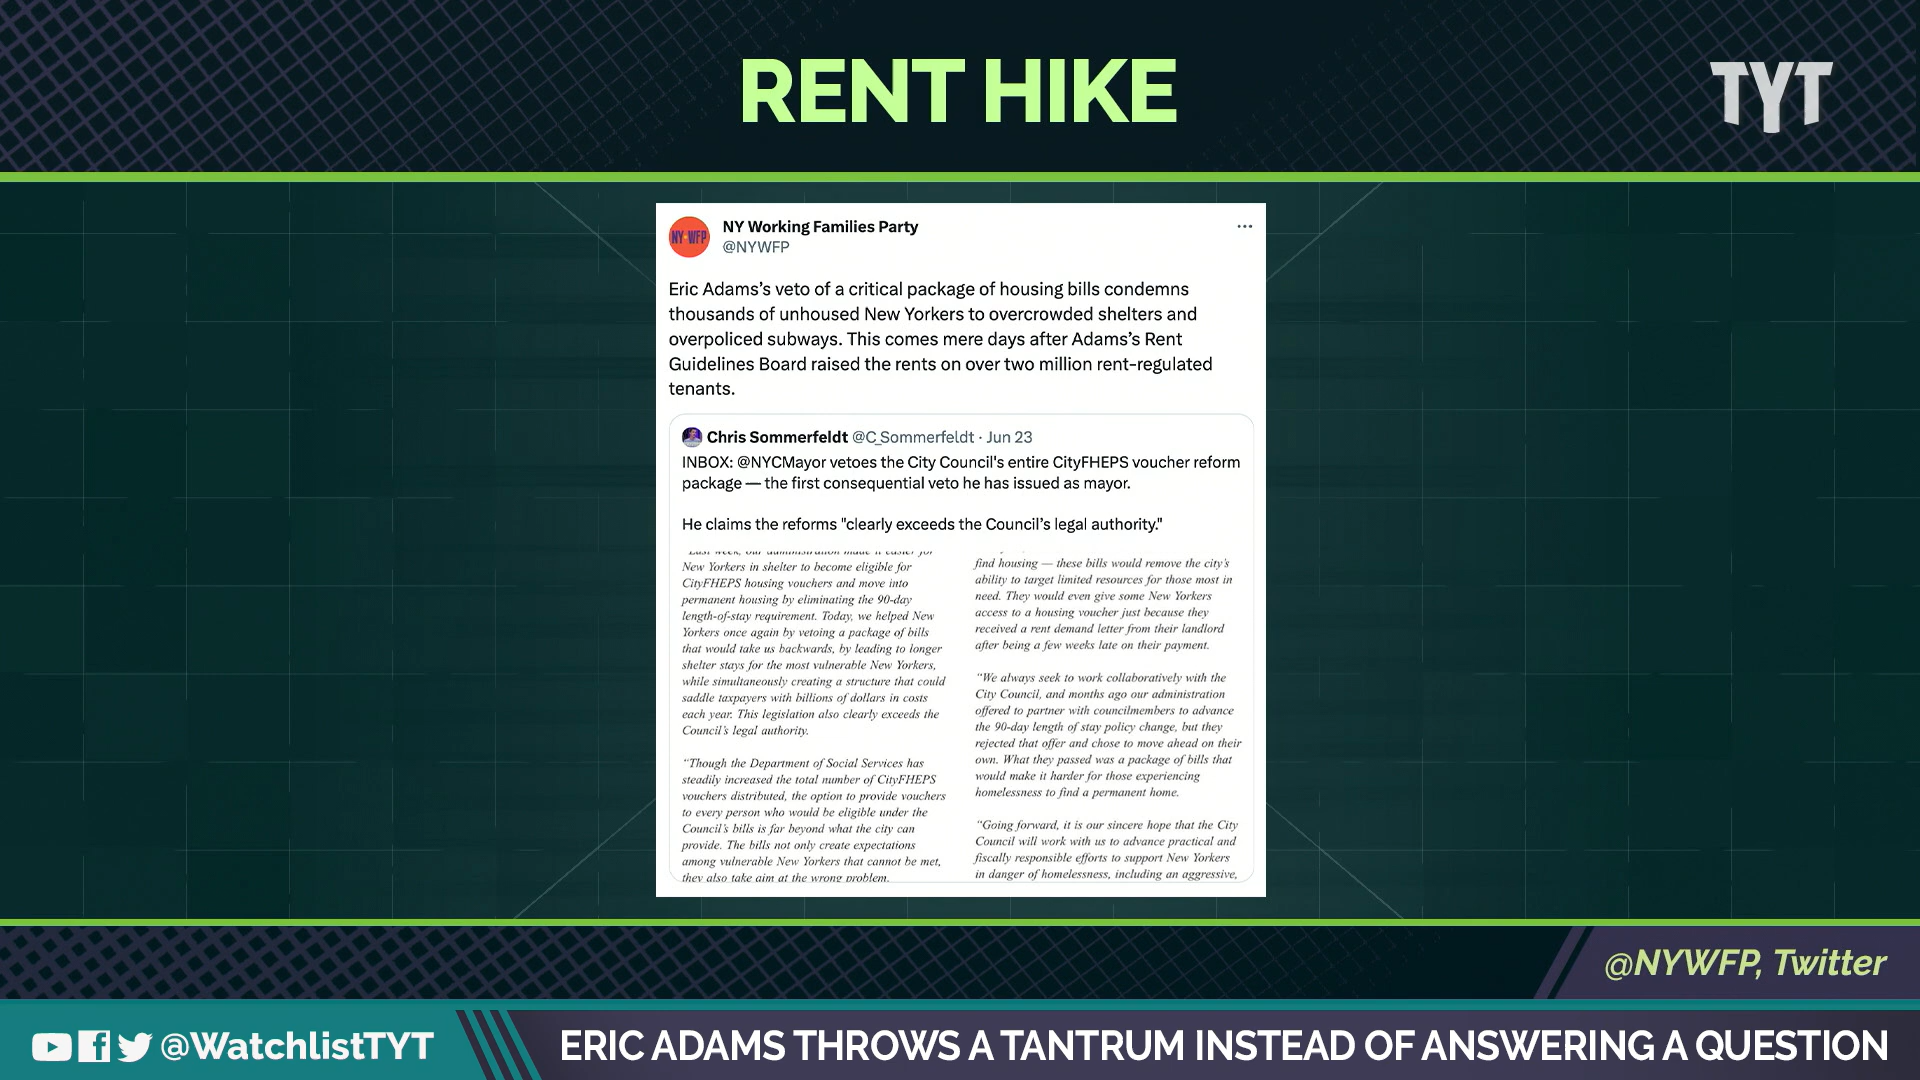 RENT HIKE
TYT
NY WFP
NY Working Families Party
@NYWFP
Eric Adams’s veto of a critical package of housing bills condemns
thousands of unhoused New Yorkers to overcrowded shelters and
overpoliced subways. This comes mere days after Adams’s Rent
Guidelines Board raised the rents on over two million rent-regulated
tenants.
Chris Sommerfeldt @C_Sommerfeldt · Jun 23
INBOX: @NYCMayor vetoes the City Council's entire CityFHEPS voucher reform
package — the first consequential veto he has issued as mayor.
He claims the reforms "clearly exceeds the Council’s legal authority."
"Last week, our administration made it easier for
New Yorkers in shelter to become eligible for
CityFHEPS housing vouchers and move into
permanent housing by eliminating the 90-day
length-of-stay requirement. Today, we helped New
Yorkers once again by vetoing a package of bills
that would take us backwards, by leading to longer
shelter stays for the most vulnerable New Yorkers,
while simultaneously creating a structure that could
saddle taxpayers with billions of dollars in costs
each year. This legislation also clearly exceeds the
Council’s legal authority.
“Though the Department of Social Services has
steadily increased the total number of CityFHEPS
vouchers distributed, the option to provide vouchers
to every person who would be eligible under the
Council’s bills is far beyond what the city can
provide. The bills not only create expectations
among vulnerable New Yorkers that cannot be met,
they also take aim at the wrong problem.
find housing — these bills would remove the city’s
ability to target limited resources for those most in
need. They would even give some New Yorkers
access to a housing voucher just because they
received a rent demand letter from their landlord
after being a few weeks late on their payment.
“We always seek to work collaboratively with the
City Council, and months ago our administration
offered to partner with councilmembers to advance
the 90-day length of stay policy change, but they
rejected that offer and chose to move ahead on their
own. What they passed was a package of bills that
would make it harder for those experiencing
homelessness to find a permanent home.
“Going forward, it is our sincere hope that the City
Council will work with us to advance practical and
fiscally responsible efforts to support New Yorkers
in danger of homelessness, including an aggressive,
@NYWFP, Twitter
@WatchlistTYT
ERIC ADAMS THROWS A TANTRUM INSTEAD OF ANSWERING A QUESTION